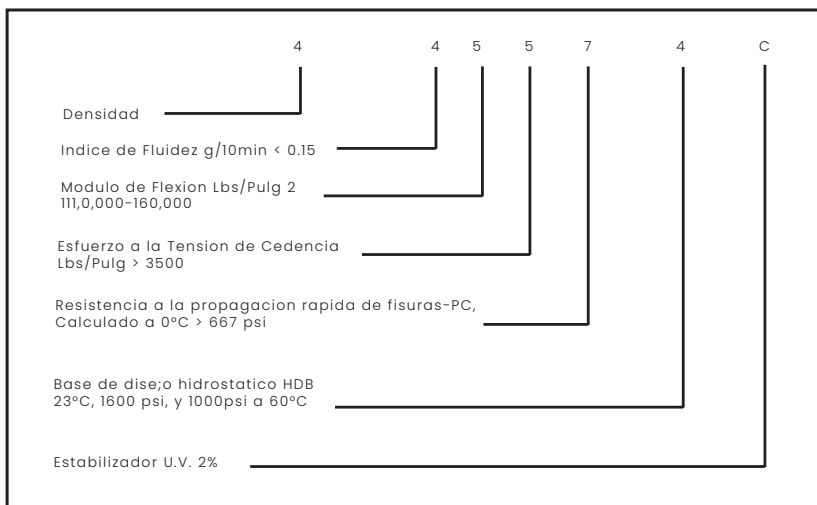 4 4 5 5 7 4 C
Densidad
Indice de Fluidez g/10min < 0.15
Modulo de Flexion Lbs/Pulg 2
111,0,000-160,000
Esfuerzo a la Tension de Cedencia
Lbs/Pulg > 3500
Resistencia a la propagacion rapida de fisuras-PC,
Calculado a 0°C > 667 psi
Base de dise;o hidrostatico HDB
23°C, 1600 psi, y 1000psi a 60°C
Estabilizador U.V. 2%